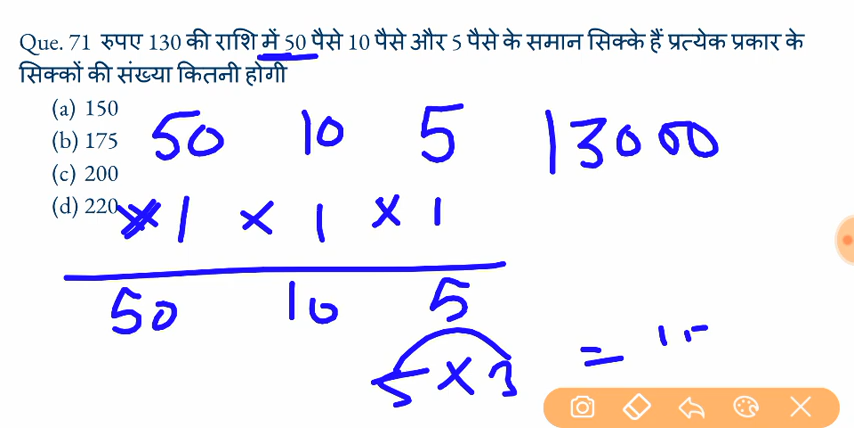 Que. 71 रुपए 130 की राशि में 50 पैसे 10 पैसे और 5 पैसे के समान सिक्के हैं प्रत्येक प्रकार के
सिक्कों की संख्या कितनी होगी
(a) 150
(b) 175
(c) 200
(d) 220
50 10 5 13000
× 1 × 1 × 1
50 10 5
5 × 3 =